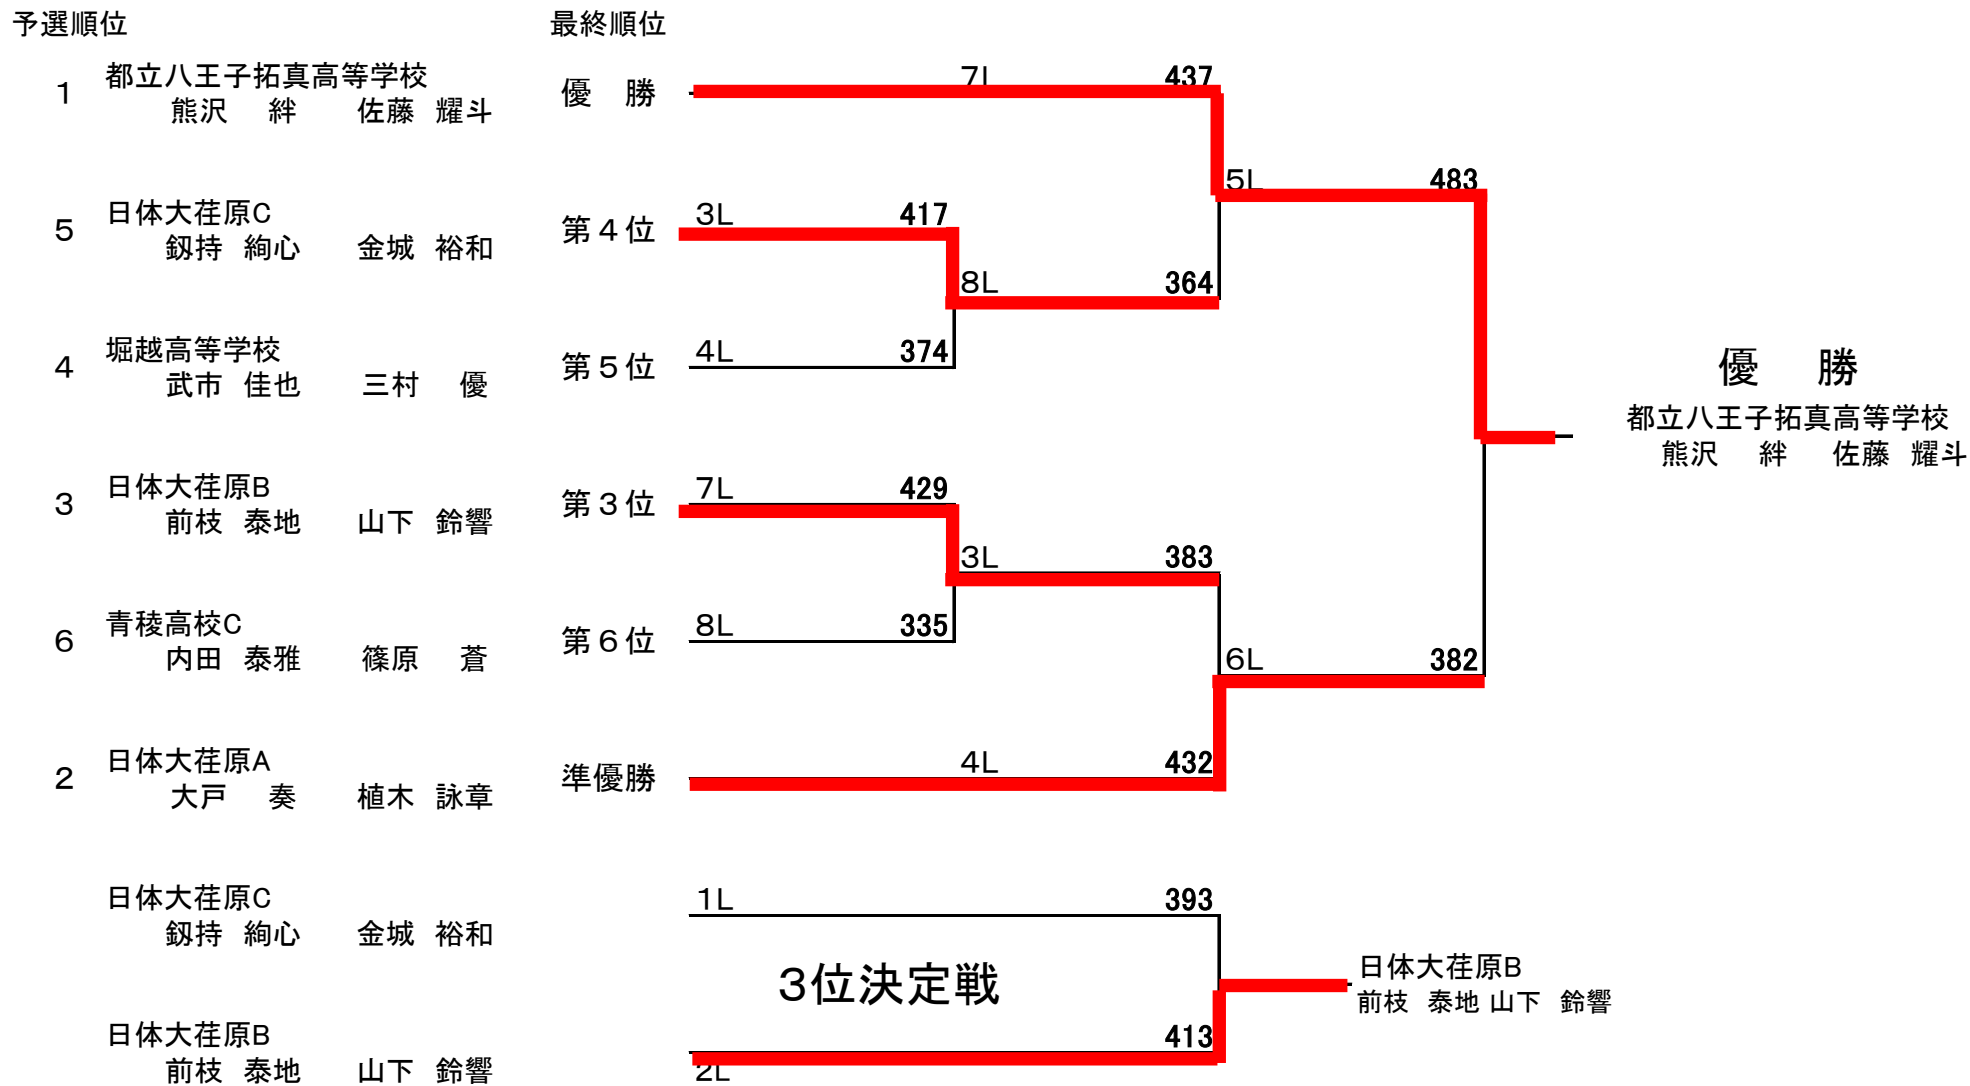 予選順位 最終順位
1 都立八王子拓真高等学校 優 勝 7L 437
熊沢 絆 佐藤 耀斗
5L 483
5 日体大荏原C 第4位 3L 417
釼持 絢心 金城 裕和
8L 364
4 堀越高等学校 第5位 4L 374
武市 佳也 三村 優
優 勝
都立八王子拓真高等学校
熊沢 絆 佐藤 耀斗
3 日体大荏原B 第3位 7L 429
前枝 泰地 山下 鈴響
3L 383
6 青稜高校C 第6位 8L 335
内田 泰雅 篠原 蒼
6L 382
2 日体大荏原A 準優勝 4L 432
大戸 奏 植木 詠章
日体大荏原C 1L 393
釼持 絢心 金城 裕和
3位決定戦
日体大荏原B
前枝 泰地 山下 鈴響
日体大荏原B 413
前枝 泰地 山下 鈴響 2L